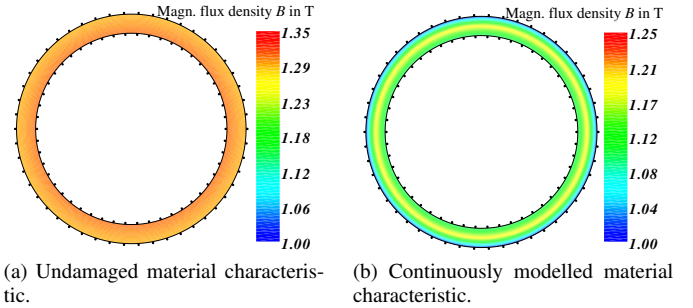 Magn. flux density B in T
1.35
1.29
1.23
1.18
1.12
1.06
1.00
(a) Undamaged material characteris-
tic.
Magn. flux density B in T
1.25
1.21
1.17
1.12
1.08
1.04
1.00
(b) Continuously modelled material
characteristic.